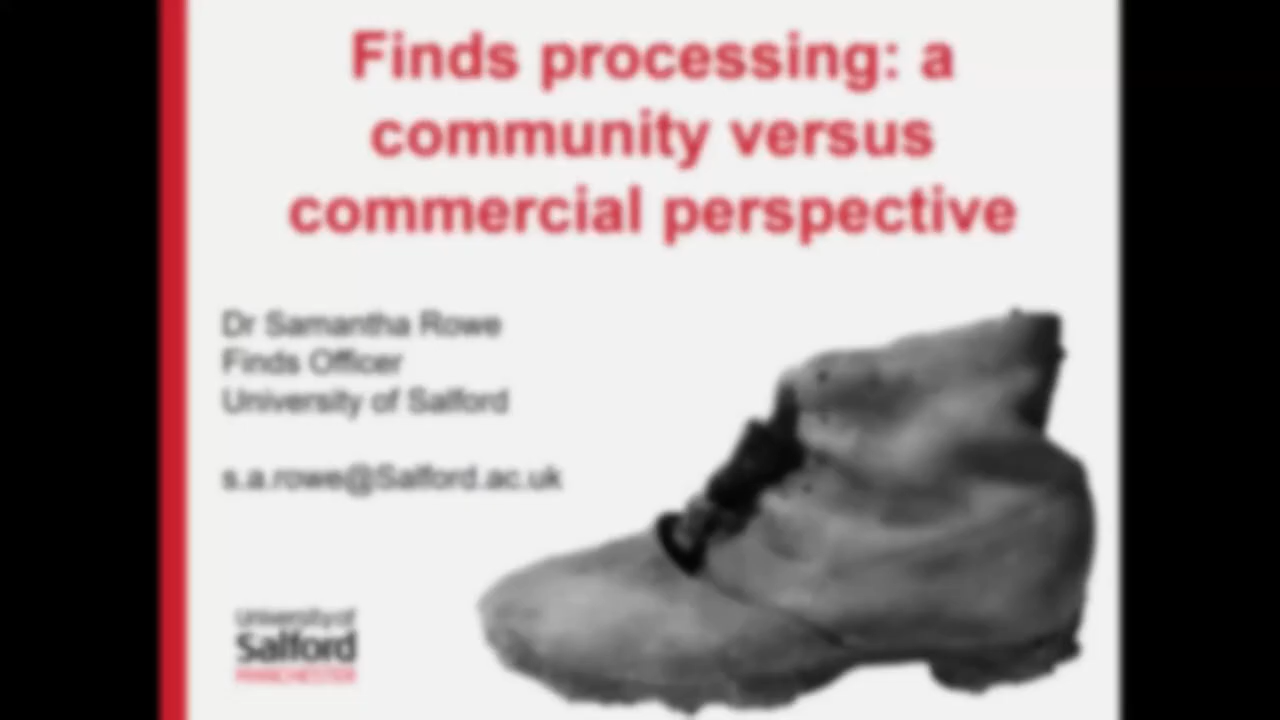 Finds processing: a
community versus
commercial perspective
Dr Samantha Rowe
Finds Officer
University of Salford
s.a.rowe@Salford.ac.uk
University of
Salford
MANCHESTER